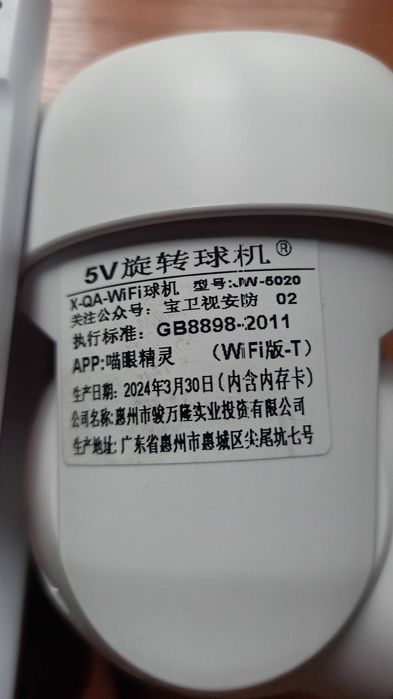 5V旋转球机®
X-QA-WiFi球机 型号:JW-5020
关注公众号: 宝卫视安防 02
执行标准: GB8898-2011
APP:喵眼精灵 (WiFi版-T)
生产日期: 2024年3月30日(内含内存卡)
公司名称:惠州市骏万隆实业投资有限公司
生产地址: 广东省惠州市惠城区尖尾坑七号